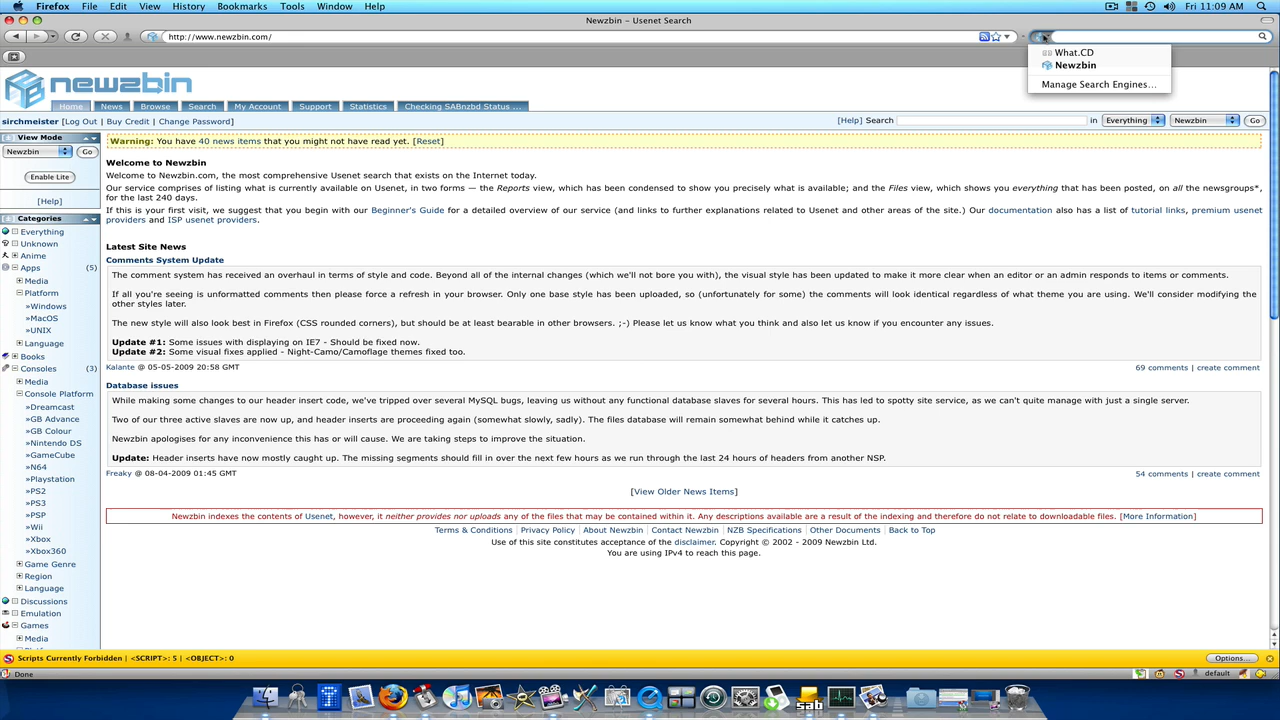 Firefox File Edit View History Bookmarks Tools Window Help Fri 11:09 AM
Newzbin - Usenet Search
http://www.newzbin.com/
What.CD
Newzbin
Manage Search Engines...
newzbin
Home News Browse Search My Account Support Statistics Checking SABnzbd Status ...
sirchmeister [Log Out | Buy Credit | Change Password] [Help] Search in Everything Newzbin Go
View Mode
Newzbin Go
Enable Lite
[Help]
Categories
Everything
Unknown
Anime
Apps (5)
Media
Platform
»Windows
»MacOS
»UNIX
Language
Books
Consoles (3)
Media
Console Platform
»Dreamcast
»GB Advance
»GB Colour
»Nintendo DS
»GameCube
»N64
»Playstation
»PS2
»PS3
»PSP
»Wii
»Xbox
»Xbox360
Game Genre
Region
Language
Discussions
Emulation
Games
Media
Warning: You have 40 news items that you might not have read yet. [Reset]
Welcome to Newzbin
Welcome to Newzbin.com, the most comprehensive Usenet search that exists on the Internet today.
Our service comprises of listing what is currently available on Usenet, in two forms — the Reports view, which has been condensed to show you precisely what is available; and the Files view, which shows you everything that has been posted, on all the newsgroups*,
for the last 240 days.
If this is your first visit, we suggest that you begin with our Beginner's Guide for a detailed overview of our service (and links to further explanations related to Usenet and other areas of the site.) Our documentation also has a list of tutorial links, premium usenet
providers and ISP usenet providers.
Latest Site News
Comments System Update
The comment system has received an overhaul in terms of style and code. Beyond all of the internal changes (which we'll not bore you with), the visual style has been updated to make it more clear when an editor or an admin responds to items or comments.
If all you're seeing is unformatted comments then please force a refresh in your browser. Only one base style has been uploaded, so (unfortunately for some) the comments will look identical regardless of what theme you are using. We'll consider modifying the
other styles later.
The new style will also look best in Firefox (CSS rounded corners), but should be at least bearable in other browsers. ;-) Please let us know what you think and also let us know if you encounter any issues.
Update #1: Some issues with displaying on IE7 - Should be fixed now.
Update #2: Some visual fixes applied - Night-Camo/Camoflage themes fixed too.
Kalante @ 05-05-2009 20:58 GMT 69 comments | create comment
Database issues
While making some changes to our header insert code, we've tripped over several MySQL bugs, leaving us without any functional database slaves for several hours. This has led to spotty site service, as we can't quite manage with just a single server.
Two of our three active slaves are now up, and header inserts are proceeding again (somewhat slowly, sadly). The files database will remain somewhat behind while it catches up.
Newzbin apologises for any inconvenience this has or will cause. We are taking steps to improve the situation.
Update: Header inserts have now mostly caught up. The missing segments should fill in over the next few hours as we run through the last 24 hours of headers from another NSP.
Freaky @ 08-04-2009 01:45 GMT 54 comments | create comment
[View Older News Items]
Newzbin indexes the contents of Usenet, however, it neither provides nor uploads any of the files that may be contained within it. Any descriptions available are a result of the indexing and therefore do not relate to downloadable files. [More Information]
Terms & Conditions | Privacy Policy | About Newzbin | Contact Newzbin | NZB Specifications | Other Documents | Back to Top
Use of this site constitutes acceptance of the disclaimer. Copyright © 2002 - 2009 Newzbin Ltd.
You are using IPv4 to reach this page.
Scripts Currently Forbidden | <SCRIPT>: 5 | <OBJECT>: 0 Options...
Done default
sab